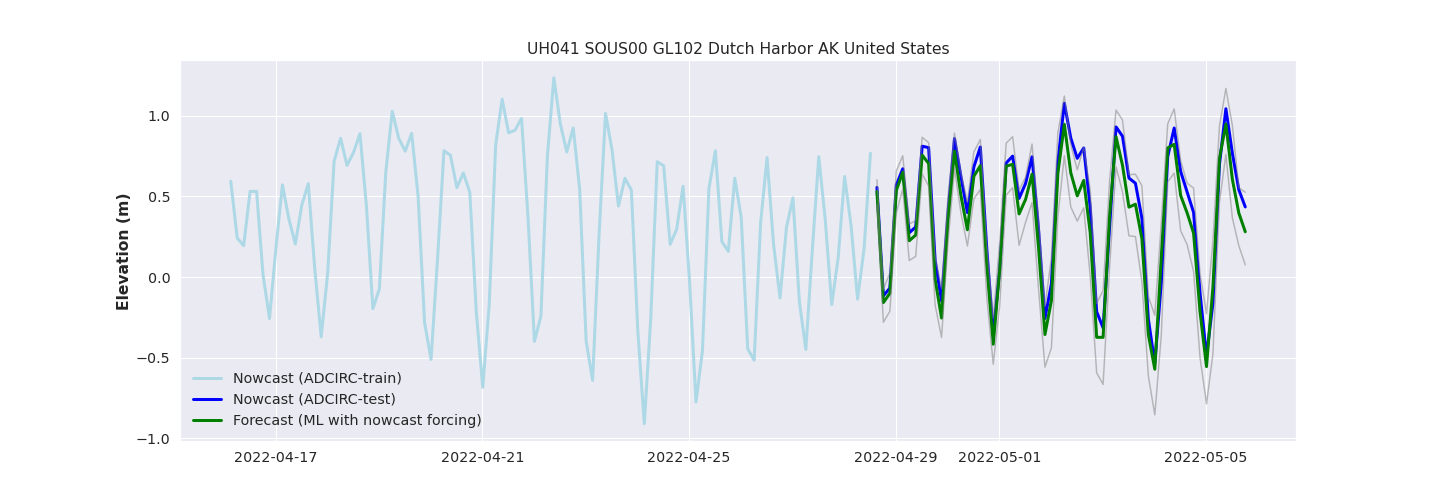 UH041 SOUS00 GL102 Dutch Harbor AK United States
Elevation (m)
1.0
0.5
0.0
−0.5
−1.0
Nowcast (ADCIRC-train)
Nowcast (ADCIRC-test)
Forecast (ML with nowcast forcing)
2022-04-17 2022-04-21 2022-04-25 2022-04-29 2022-05-01 2022-05-05